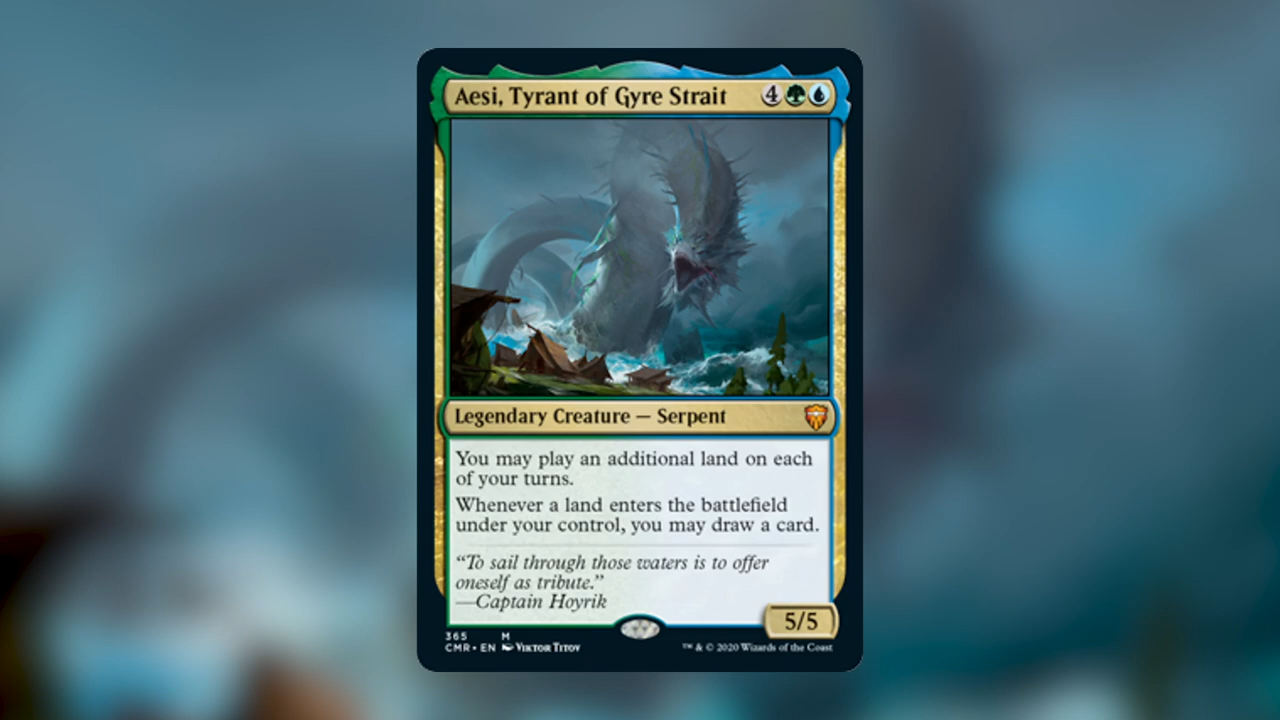 Aesi, Tyrant of Gyre Strait 4
Legendary Creature — Serpent
You may play an additional land on each
of your turns.
Whenever a land enters the battlefield
under your control, you may draw a card.
“To sail through those waters is to offer
oneself as tribute.”
—Captain Hoyrik
5/5
365 M
CMR • EN Viktor Titov
™ & © 2020 Wizards of the Coast